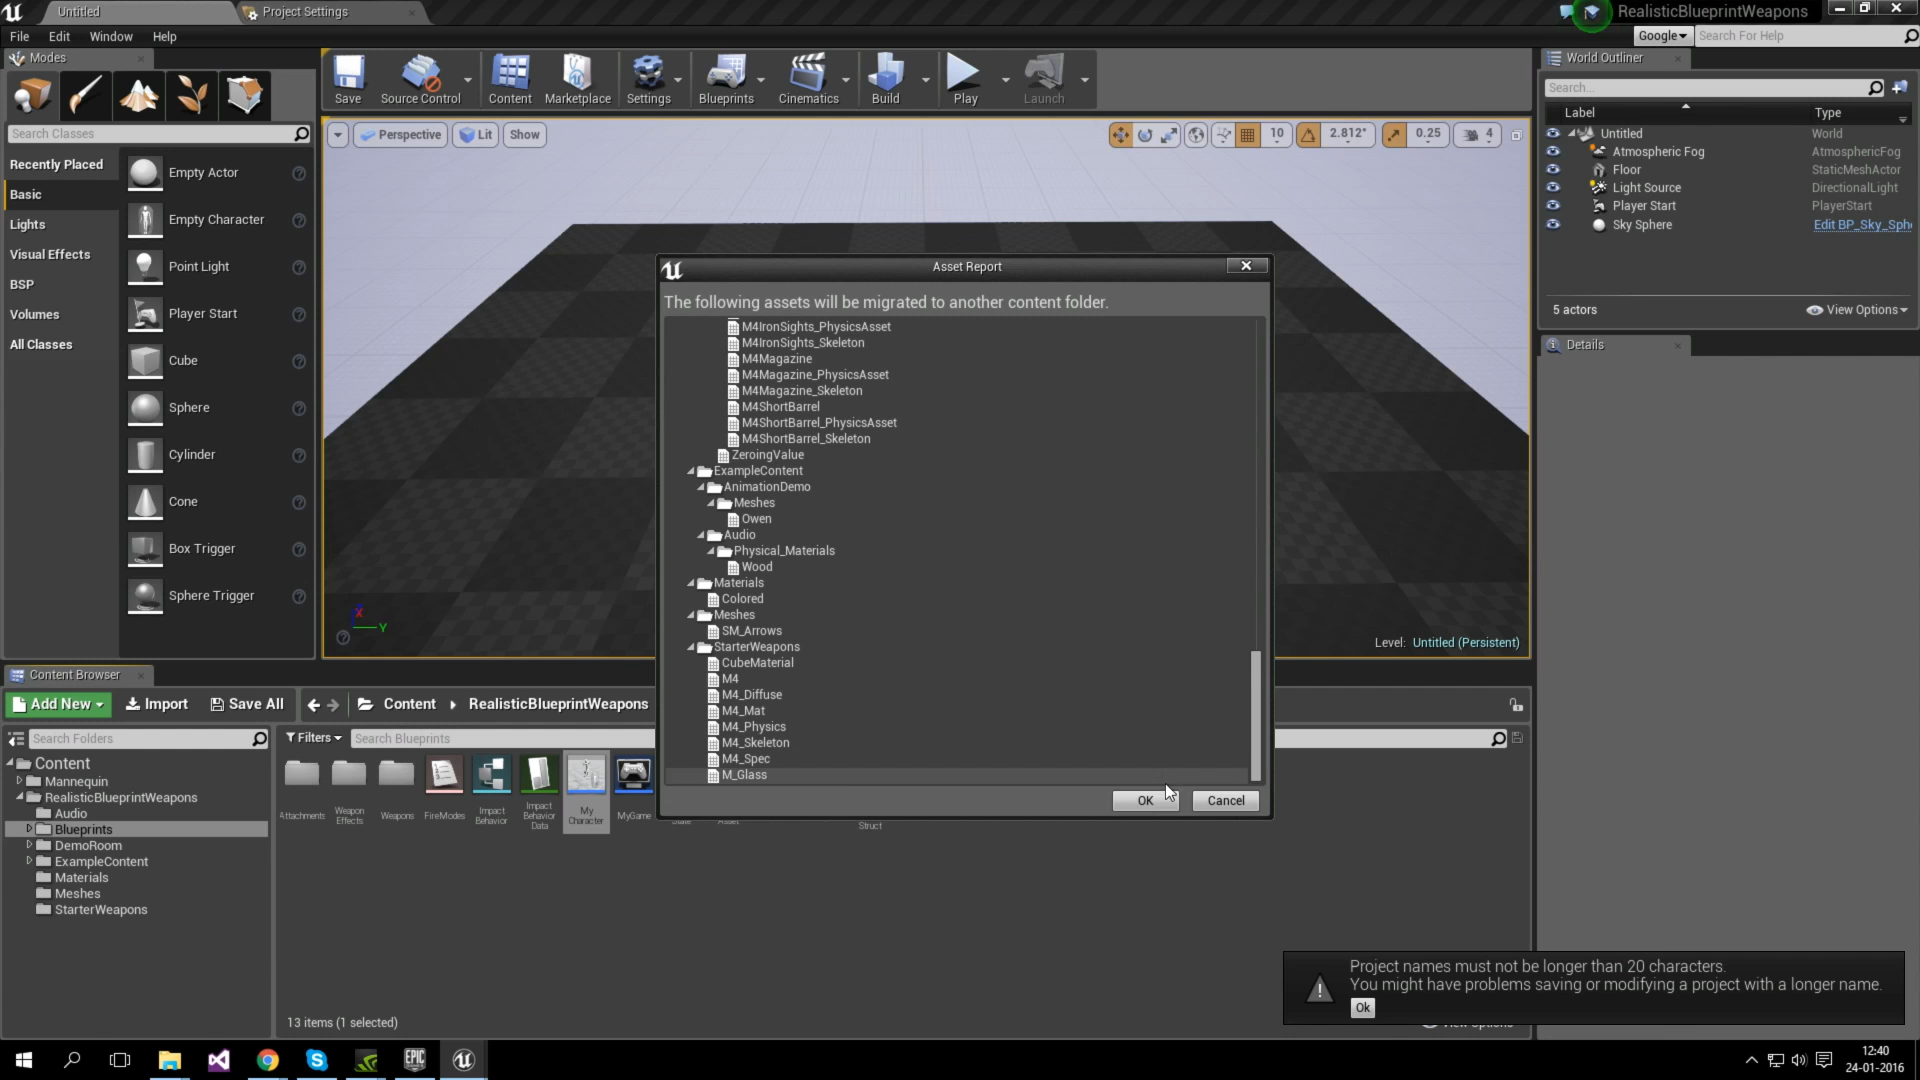 Untitled
Project Settings
RealisticBlueprintWeapons
File Edit Window Help
Google
Search For Help
Modes
Save
Source Control
Content
Marketplace
Settings
Blueprints
Cinematics
Build
Play
Launch
World Outliner
Search...
Label Type
Untitled World
Atmospheric Fog AtmosphericFog
Floor StaticMeshActor
Light Source DirectionalLight
Player Start PlayerStart
Sky Sphere Edit BP_Sky_Sph
5 actors
View Options
Details
Search Classes
Recently Placed
Basic
Lights
Visual Effects
BSP
Volumes
All Classes
Empty Actor
Empty Character
Point Light
Player Start
Cube
Sphere
Cylinder
Cone
Box Trigger
Sphere Trigger
Perspective
Lit
Show
10
2.812°
0.25
4
X
Y
Level: Untitled (Persistent)
Asset Report
The following assets will be migrated to another content folder.
M4IronSights_PhysicsAsset
M4IronSights_Skeleton
M4Magazine
M4Magazine_PhysicsAsset
M4Magazine_Skeleton
M4ShortBarrel
M4ShortBarrel_PhysicsAsset
M4ShortBarrel_Skeleton
ZeroingValue
ExampleContent
AnimationDemo
Meshes
Owen
Audio
Physical_Materials
Wood
Materials
Colored
Meshes
SM_Arrows
StarterWeapons
CubeMaterial
M4
M4_Diffuse
M4_Mat
M4_Physics
M4_Skeleton
M4_Spec
M_Glass
OK
Cancel
Content Browser
Add New
Import
Save All
Content
RealisticBlueprintWeapons
Search Folders
Filters
Search Blueprints
Content
Mannequin
RealisticBlueprintWeapons
Audio
Blueprints
DemoRoom
ExampleContent
Materials
Meshes
StarterWeapons
Attachments
Weapon
Effects
Weapons
FireModes
Impact
Behavior
Impact
Behavior
Data
My
Character
MyGame
Struct
13 items (1 selected)
Project names must not be longer than 20 characters.
You might have problems saving or modifying a project with a longer name.
Ok
EPIC
12:40
24-01-2016